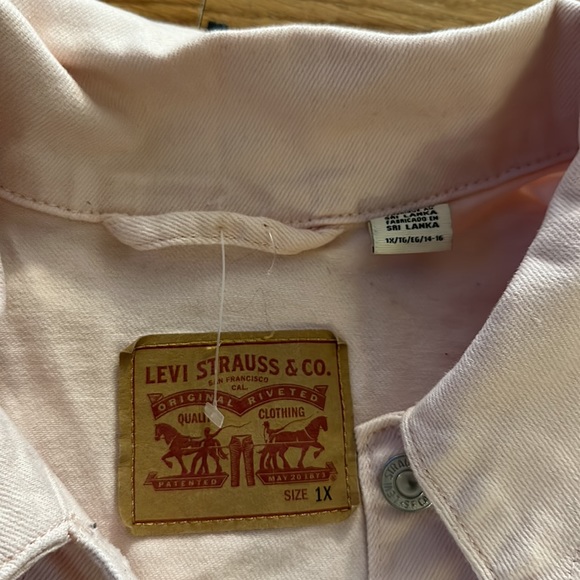 SRI LANKA
FABRICADO EN
SRI LANKA
1X/TG/EG/14-16
LEVI STRAUSS & CO.
SAN FRANCISCO
CAL.
ORIGINAL RIVETED
CLOTHING
PATENTED MAY 20 1873
SIZE 1X